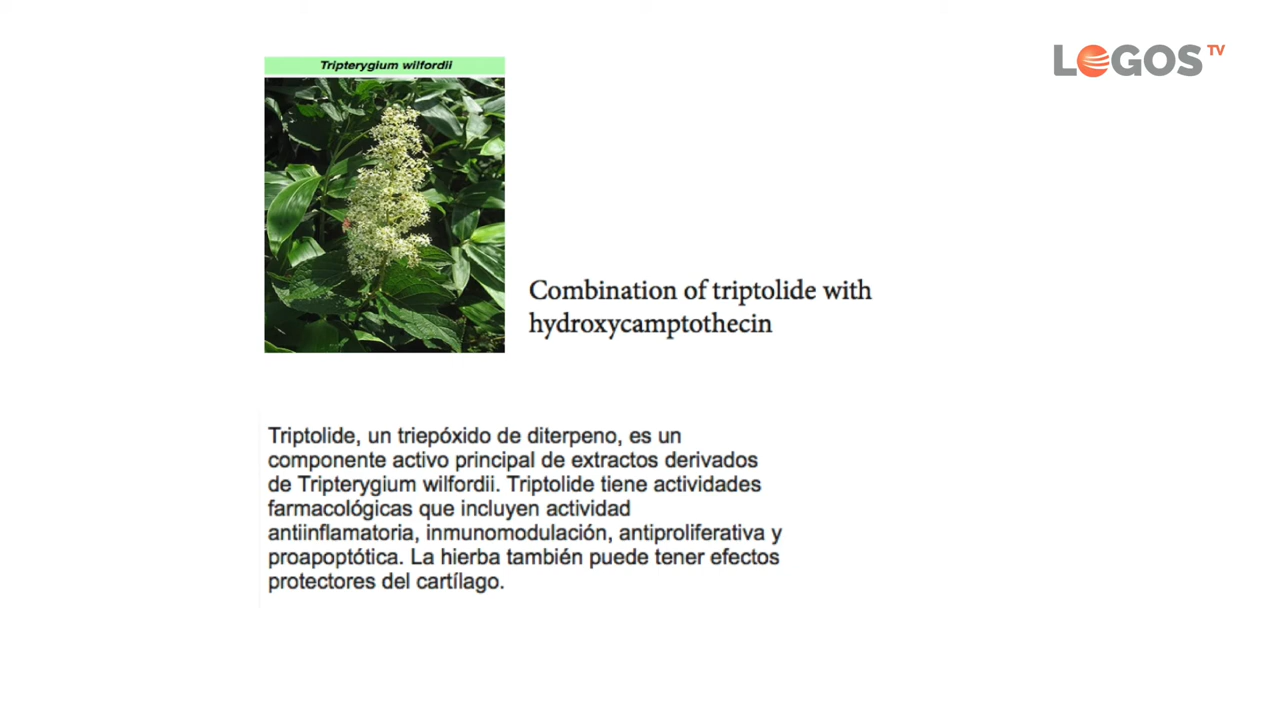 LOGOS TV
Tripterygium wilfordii
Combination of triptolide with
hydroxycamptothecin
Triptolide, un triepóxido de diterpeno, es un
componente activo principal de extractos derivados
de Tripterygium wilfordii. Triptolide tiene actividades
farmacológicas que incluyen actividad
antiinflamatoria, inmunomodulación, antiproliferativa y
proapoptótica. La hierba también puede tener efectos
protectores del cartílago.